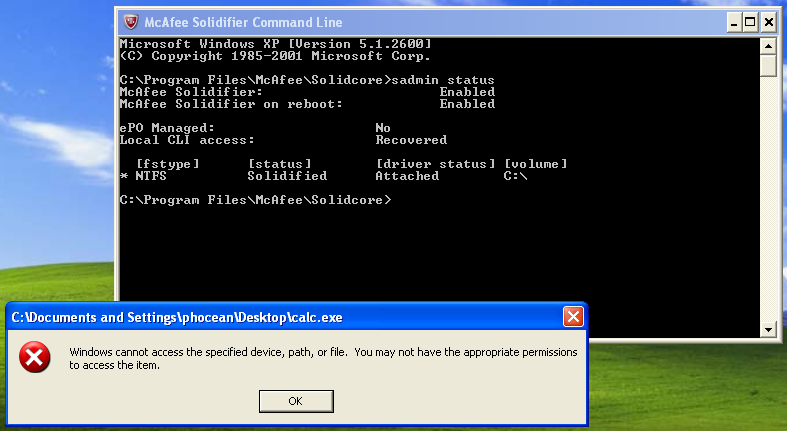 McAfee Solidifier Command Line
Microsoft Windows XP [Version 5.1.2600]
(C) Copyright 1985-2001 Microsoft Corp.
C:\Program Files\McAfee\Solidcore>sadmin status
McAfee Solidifier: Enabled
McAfee Solidifier on reboot: Enabled
ePO Managed: No
Local CLI access: Recovered
[fstype] [status] [driver status] [volume]
* NTFS Solidified Attached C:\
C:\Program Files\McAfee\Solidcore>
C:\Documents and Settings\phocean\Desktop\calc.exe
Windows cannot access the specified device, path, or file. You may not have the appropriate permissions
to access the item.
OK